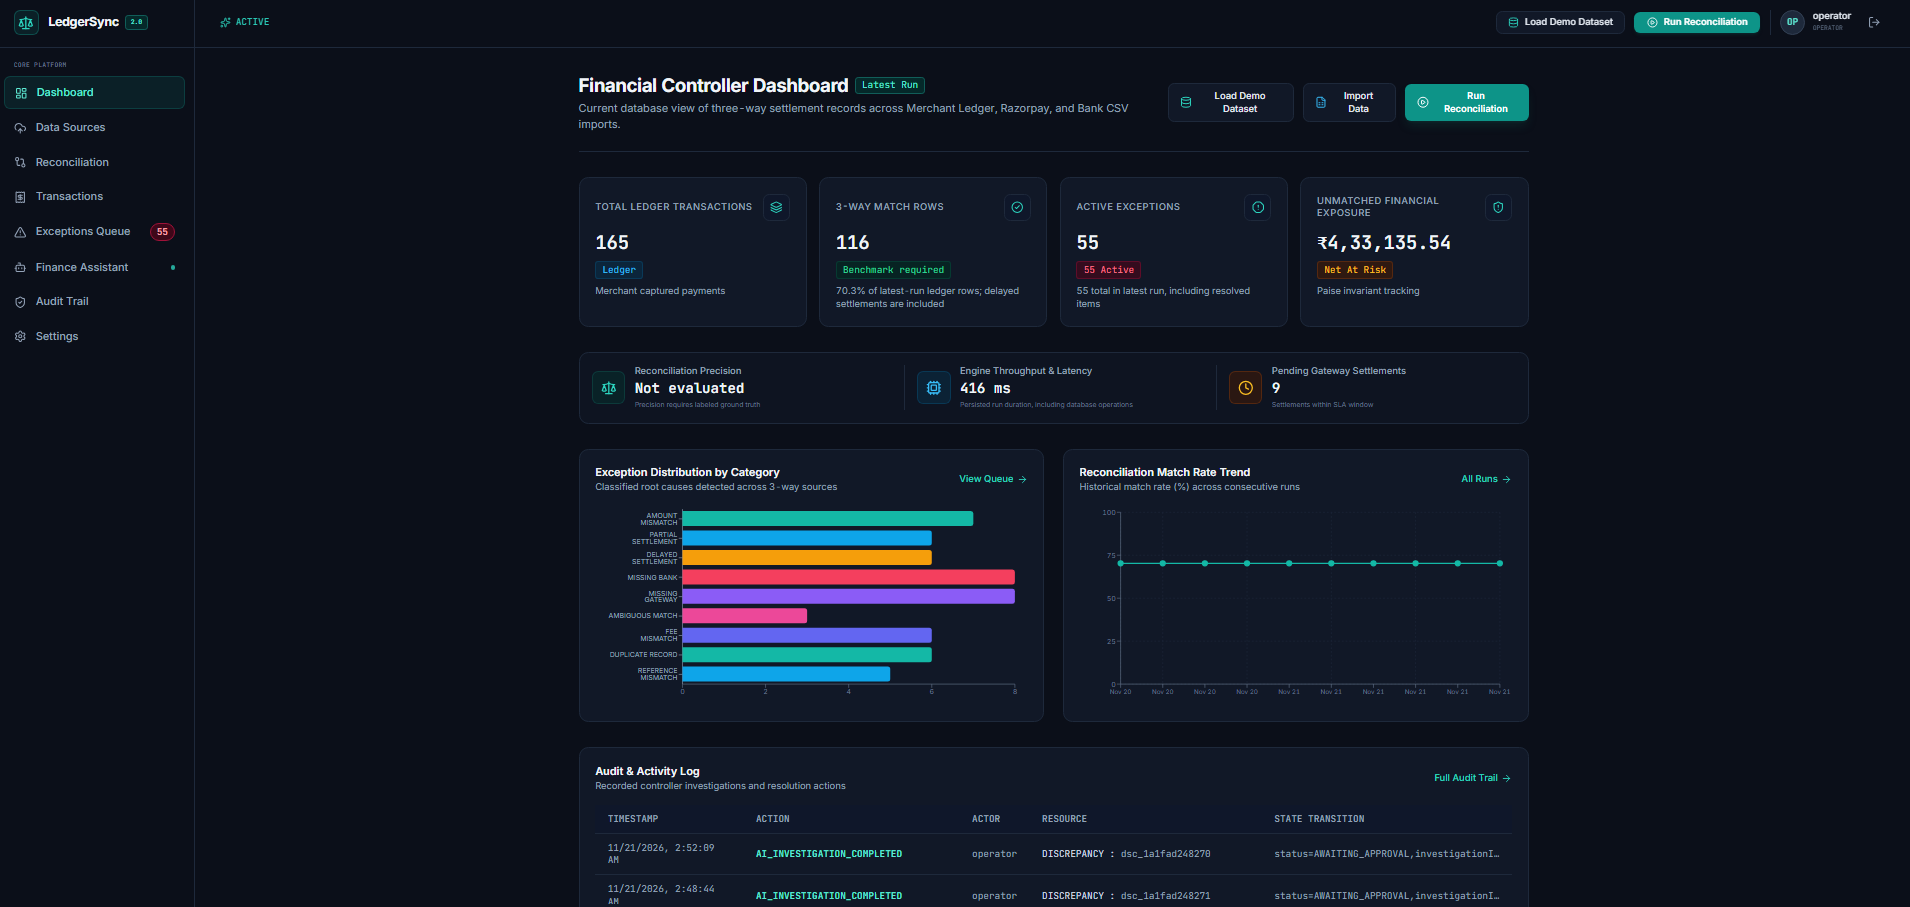 LedgerSync 2.0
ACTIVE
Load Demo Dataset
Run Reconciliation
OP
operator
OPERATOR
CORE PLATFORM
Dashboard
Data Sources
Reconciliation
Transactions
Exceptions Queue 55
Finance Assistant
Audit Trail
Settings
Financial Controller Dashboard Latest Run
Current database view of three-way settlement records across Merchant Ledger, Razorpay, and Bank CSV
imports.
Load Demo
Dataset
Import
Data
Run
Reconciliation
TOTAL LEDGER TRANSACTIONS
165
Ledger
Merchant captured payments
3-WAY MATCH ROWS
116
Benchmark required
70.3% of latest-run ledger rows; delayed
settlements are included
ACTIVE EXCEPTIONS
55
55 Active
55 total in latest run, including resolved
items
UNMATCHED FINANCIAL
EXPOSURE
₹4,33,135.54
Net At Risk
Paise invariant tracking
Reconciliation Precision
Not evaluated
Precision requires labeled ground truth
Engine Throughput & Latency
416 ms
Persisted run duration, including database operations
Pending Gateway Settlements
9
Settlements within SLA window
Exception Distribution by Category
Classified root causes detected across 3-way sources
View Queue →
AMOUNT
MISMATCH
PARTIAL
SETTLEMENT
DELAYED
SETTLEMENT
MISSING BANK
MISSING
GATEWAY
AMBIGUOUS MATCH
FEE
MISMATCH
DUPLICATE RECORD
REFERENCE
MISMATCH
0 2 4 6 8
Reconciliation Match Rate Trend
Historical match rate (%) across consecutive runs
All Runs →
100
75
50
25
0
Nov 20 Nov 20 Nov 20 Nov 20 Nov 21 Nov 21 Nov 21 Nov 21 Nov 21 Nov 21
Audit & Activity Log
Recorded controller investigations and resolution actions
Full Audit Trail →
TIMESTAMP ACTION ACTOR RESOURCE STATE TRANSITION
11/21/2026, 2:52:09
AM
AI_INVESTIGATION_COMPLETED operator DISCREPANCY : dsc_1a1fad248270 status=AWAITING_APPROVAL,investigationI…
11/21/2026, 2:48:44
AM
AI_INVESTIGATION_COMPLETED operator DISCREPANCY : dsc_1a1fad248271 status=AWAITING_APPROVAL,investigationI…